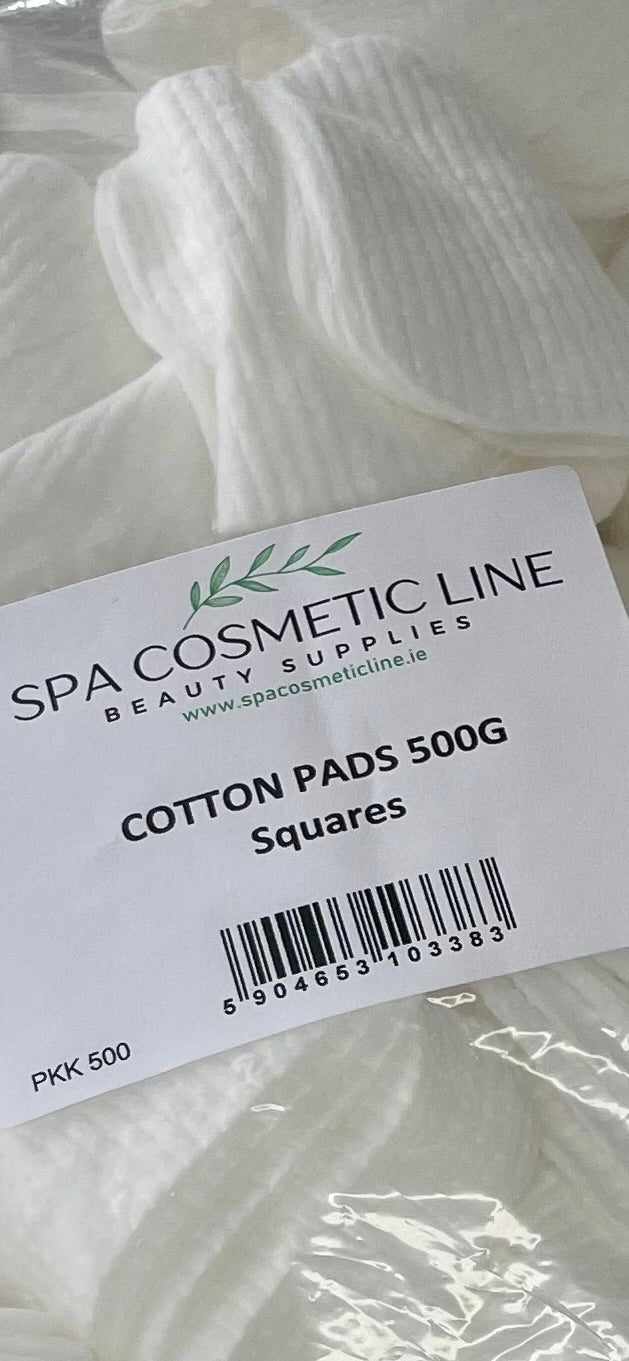 SPA COSMETIC LINE
BEAUTY SUPPLIES
www.spacosmeticline.ie
COTTON PADS 500G
Squares
5 904653 103383
PKK 500